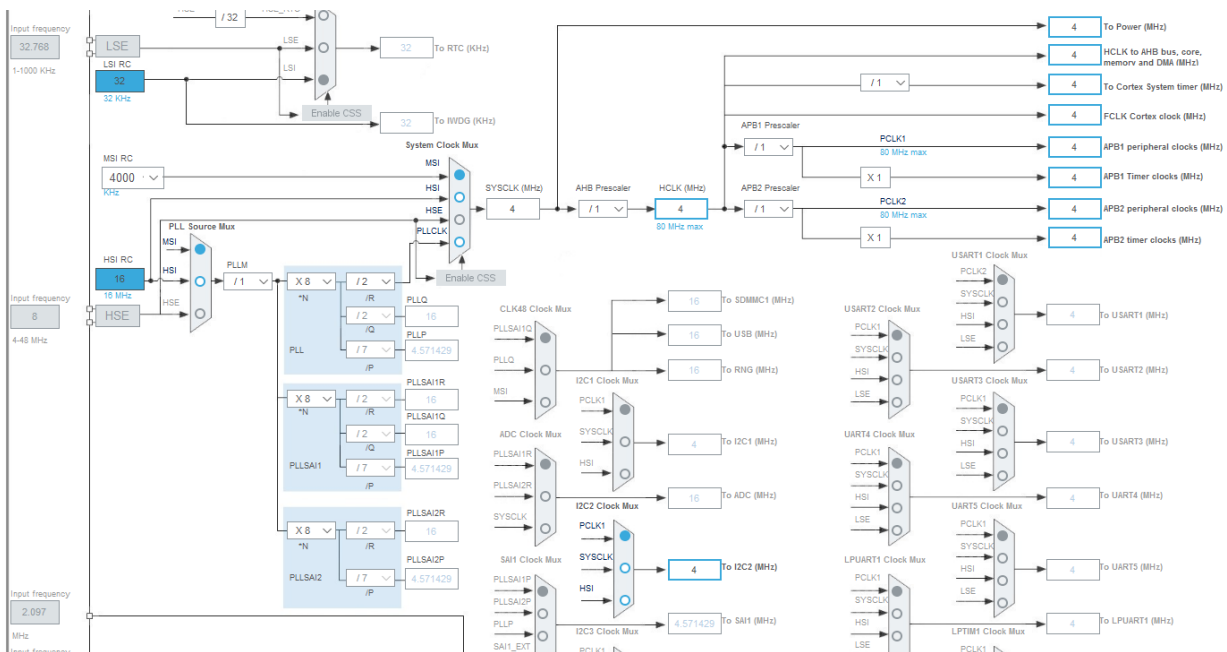 Input frequency
32.768
1-1000 KHz
/ 32
LSE
LSE
32
To RTC (KHz)
LSI RC
32
32 KHz
LSI
Enable CSS
32
To IWDG (KHz)
System Clock Mux
MSI RC
4000
KHz
MSI
HSI
HSE
PLLCLK
SYSCLK (MHz)
4
AHB Prescaler
/ 1
HCLK (MHz)
4
80 MHz max
4
To Power (MHz)
4
HCLK to AHB bus, core,
memory and DMA (MHz)
/ 1
4
To Cortex System timer (MHz)
4
FCLK Cortex clock (MHz)
APB1 Prescaler
/ 1
PCLK1
80 MHz max
4
APB1 peripheral clocks (MHz)
X 1
4
APB1 Timer clocks (MHz)
APB2 Prescaler
/ 1
PCLK2
80 MHz max
4
APB2 peripheral clocks (MHz)
X 1
4
APB2 timer clocks (MHz)
PLL Source Mux
MSI
HSI
HSE
HSI RC
16
16 MHz
Input frequency
8
4-48 MHz
HSE
PLLM
/ 1
X 8
*N
/ 2
/R
PLLQ
/ 2
16
/Q
PLLP
/ 7
4.571429
/P
PLL
Enable CSS
X 8
*N
/ 2
/R
PLLSAI1R
16
PLLSAI1Q
/ 2
16
/Q
PLLSAI1P
/ 7
4.571429
/P
PLLSAI1
X 8
*N
/ 2
/R
PLLSAI2R
16
PLLSAI2P
/ 7
4.571429
/P
PLLSAI2
Input frequency
2.097
MHz
Input frequency
CLK48 Clock Mux
PLLSAI1Q
PLLQ
MSI
16
To SDMMC1 (MHz)
16
To USB (MHz)
16
To RNG (MHz)
I2C1 Clock Mux
PCLK1
SYSCLK
HSI
4
To I2C1 (MHz)
ADC Clock Mux
PLLSAI1R
PLLSAI2R
SYSCLK
16
To ADC (MHz)
I2C2 Clock Mux
PCLK1
SYSCLK
HSI
4
To I2C2 (MHz)
SAI1 Clock Mux
PLLSAI1P
PLLSAI2P
PLLP
SAI1_EXT
4.571429
To SAI1 (MHz)
I2C3 Clock Mux
PCLK1
USART1 Clock Mux
PCLK2
SYSCLK
HSI
LSE
4
To USART1 (MHz)
USART2 Clock Mux
PCLK1
SYSCLK
HSI
LSE
4
To USART2 (MHz)
USART3 Clock Mux
PCLK1
SYSCLK
HSI
LSE
4
To USART3 (MHz)
UART4 Clock Mux
PCLK1
SYSCLK
HSI
LSE
4
To UART4 (MHz)
UART5 Clock Mux
PCLK1
SYSCLK
HSI
LSE
4
To UART5 (MHz)
LPUART1 Clock Mux
PCLK1
SYSCLK
HSI
LSE
4
To LPUART1 (MHz)
LPTIM1 Clock Mux
PCLK1